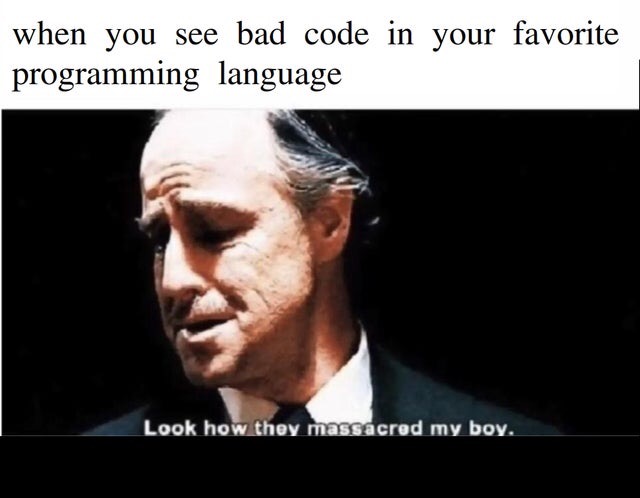 when you see bad code in your favorite
programming language
Look how they massacred my boy.